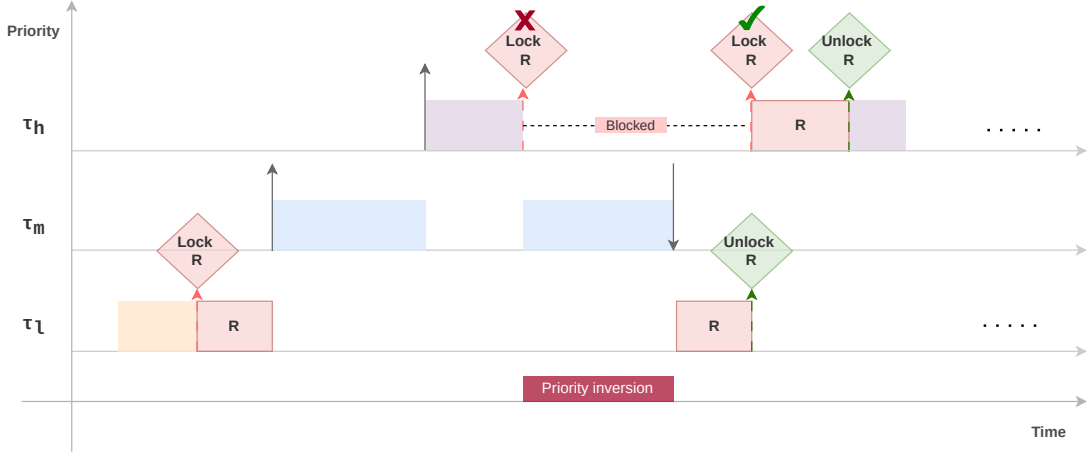 Priority
Lock
R
Lock
R
Unlock
R
τh
Blocked
R
. . . . .
τm
Lock
R
Unlock
R
τl
R
R
. . . . .
Priority inversion
Time